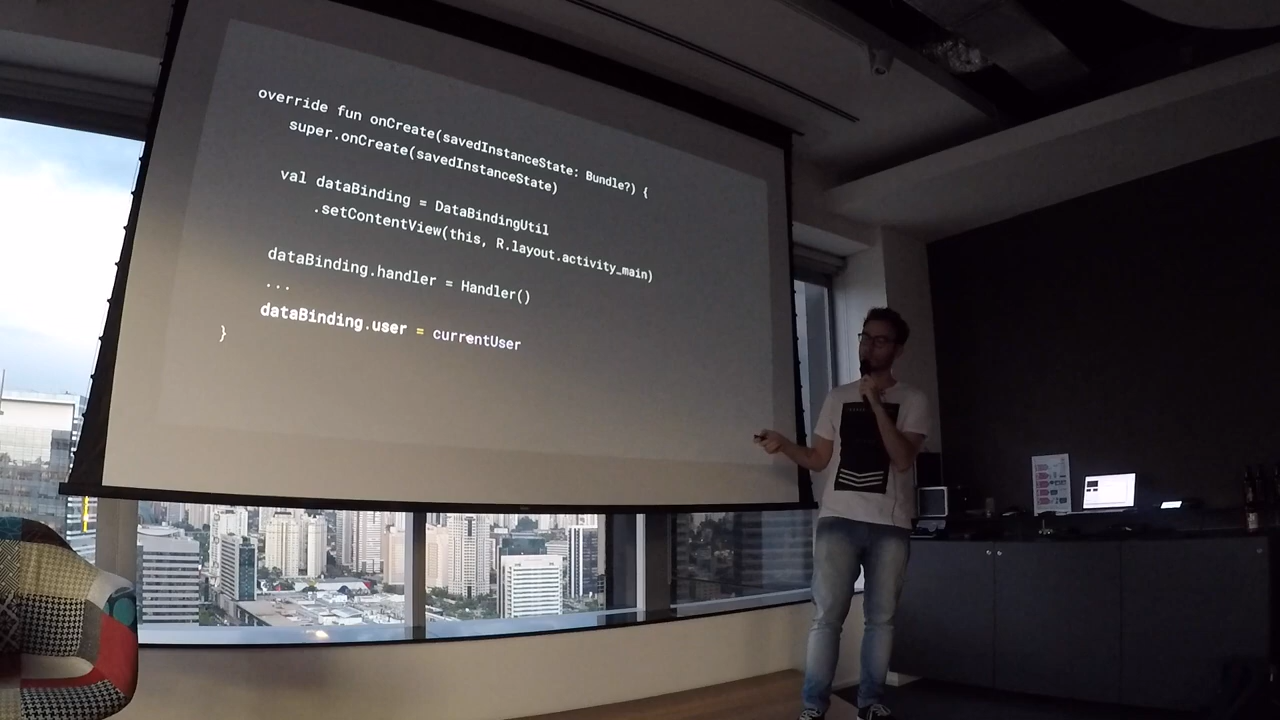 override fun onCreate(savedInstanceState: Bundle?) {
super.onCreate(savedInstanceState)
val dataBinding = DataBindingUtil
.setContentView(this, R.layout.activity_main)
dataBinding.handler = Handler()
...
dataBinding.user = currentUser
}